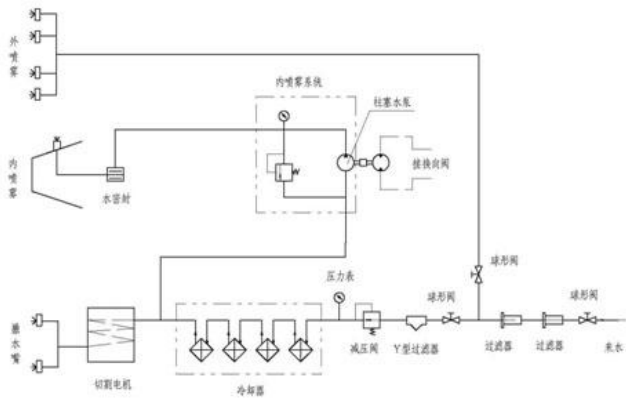 外喷雾
内喷雾系统
柱塞水泵
接换向阀
内喷雾
水密封
球形阀
压力表
球形阀
球形阀
减压阀
Y型过滤器
过滤器
过滤器
来水
切割电机
冷却器
水嘴